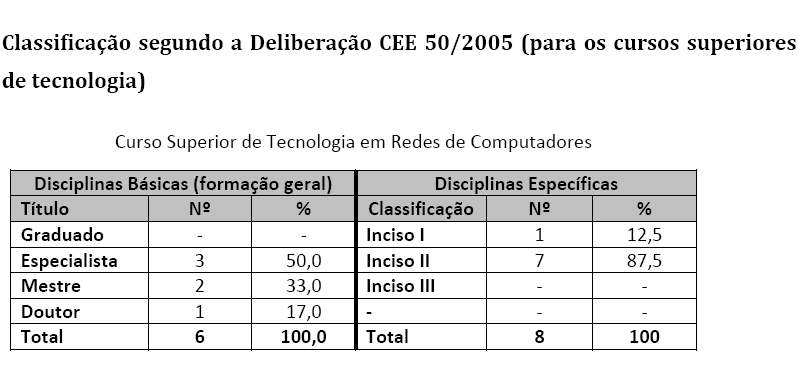 Classificação segundo a Deliberação CEE 50/2005 (para os cursos superiores
de tecnologia)
Curso Superior de Tecnologia em Redes de Computadores
Disciplinas Básicas (formação geral) Disciplinas Específicas
Título Nº % Classificação Nº %
Graduado - - Inciso I 1 12,5
Especialista 3 50,0 Inciso II 7 87,5
Mestre 2 33,0 Inciso III - -
Doutor 1 17,0 - - -
Total 6 100,0 Total 8 100